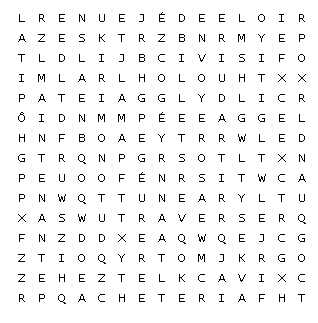 L R E N U E J É D E E L O I R
A Z E S K T R Z B N R M Y E P
T L D L I J B C I V I S I F O
I M L A R L H O L O U H T X X
P A T E I A G G L Y D L I C R
Ô I D N M M P É E E A G G E L
H N F B O A E Y T R R W L E D
G T R Q N P G R S O T L T X N
P E U O O F É N R S I T W C A
P N W Q T T U N E A R Y L T U
X A S W U T R A V E R S E R Q
F N Z D D X E A Q W Q E J C G
Z T I O Q Y R T O M J K R G O
Z E H E Z T E L K C A V I X C
R P Q A C H E T E R I A F H T